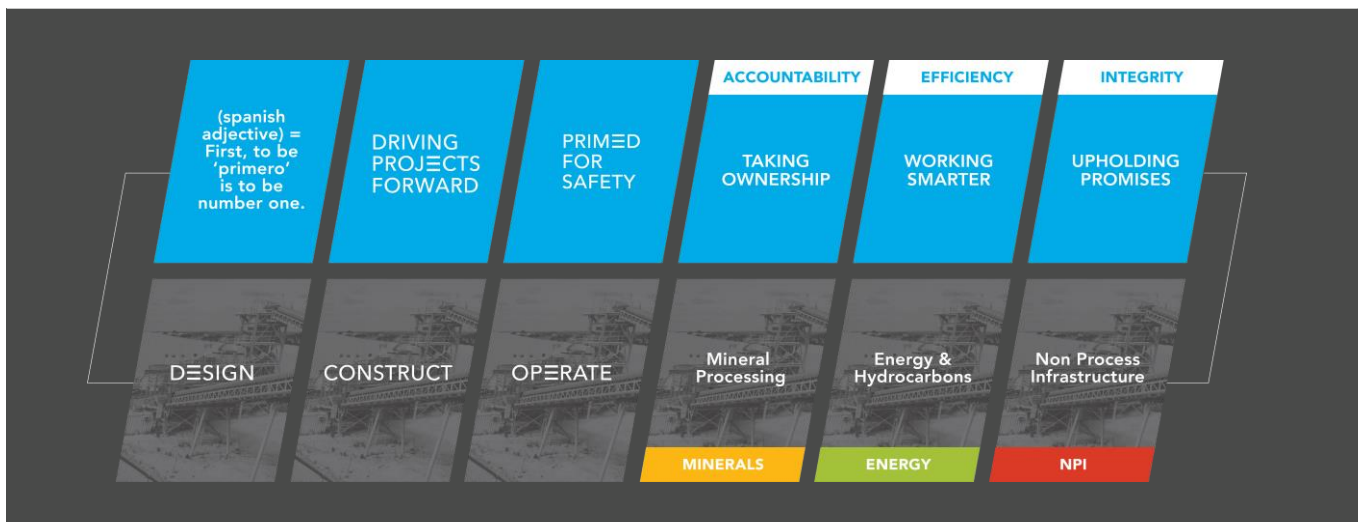 (spanish
adjective) =
First, to be
'primero'
is to be
number one.
DRIVING
PROJECTS
FORWARD
PRIMED
FOR
SAFETY
ACCOUNTABILITY
TAKING
OWNERSHIP
EFFICIENCY
WORKING
SMARTER
INTEGRITY
UPHOLDING
PROMISES
DESIGN
CONSTRUCT
OPERATE
Mineral
Processing
MINERALS
Energy &
Hydrocarbons
ENERGY
Non Process
Infrastructure
NPI